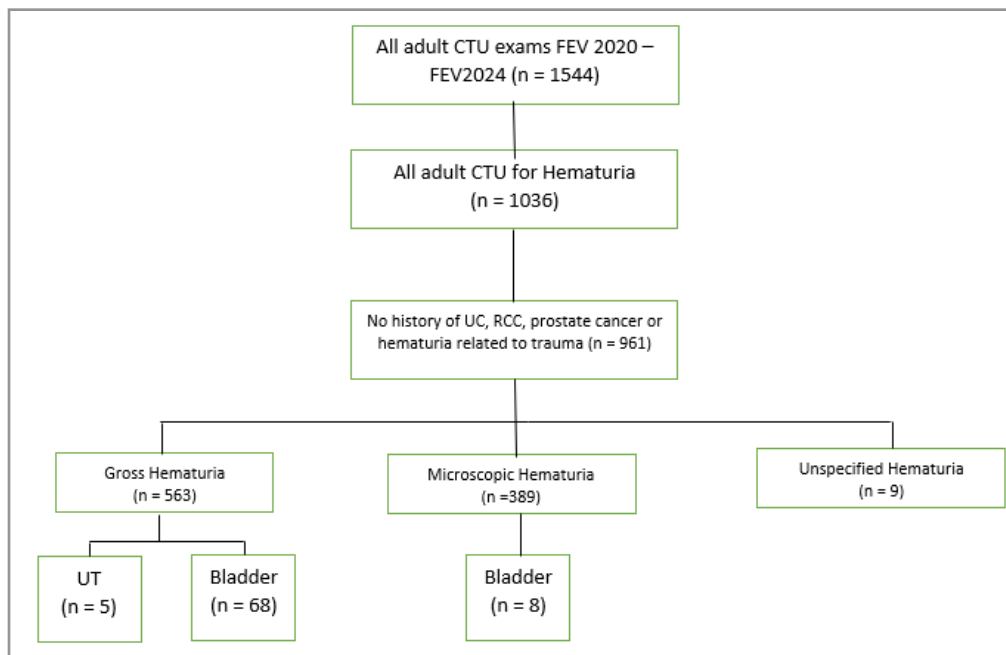 All adult CTU exams FEV 2020 –
FEV2024 (n = 1544)
All adult CTU for Hematuria
(n = 1036)
No history of UC, RCC, prostate cancer or
hematuria related to trauma (n = 961)
Gross Hematuria
(n = 563)
Microscopic Hematuria
(n =389)
Unspecified Hematuria
(n = 9)
UT
(n = 5)
Bladder
(n = 68)
Bladder
(n = 8)